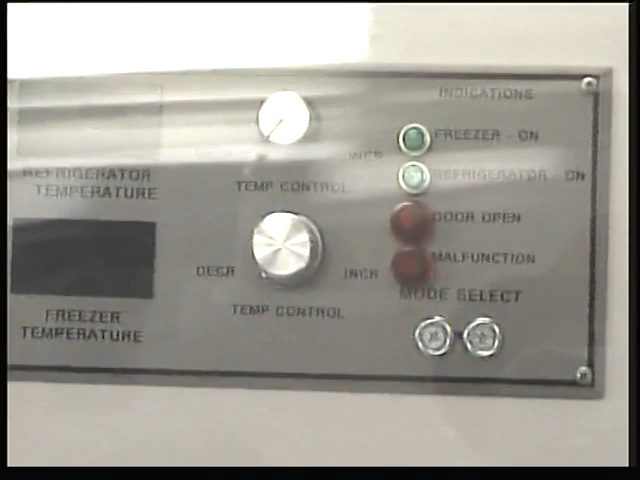 INDICATIONS
FREEZER - ON
REFRIGERATOR - ON
DOOR OPEN
MALFUNCTION
MODE SELECT
REFRIGERATOR
TEMPERATURE
INCR
TEMP CONTROL
DECR
INCR
TEMP CONTROL
FREEZER
TEMPERATURE